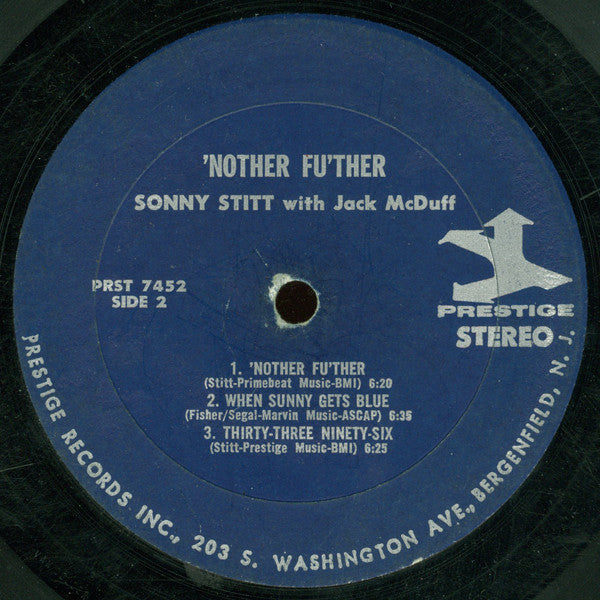 'NOTHER FU'THER
SONNY STITT with Jack McDuff
PRST 7452
SIDE 2
PRESTIGE
STEREO
1. 'NOTHER FU'THER
(Stitt-Primebeat Music-BMI) 6:20
2. WHEN SUNNY GETS BLUE
(Fisher/Segal-Marvin Music-ASCAP) 6:35
3. THIRTY-THREE NINETY-SIX
(Stitt-Prestige Music-BMI) 6:25
PRESTIGE RECORDS INC., 203 S. WASHINGTON AVE., BERGENFIELD, N. J.